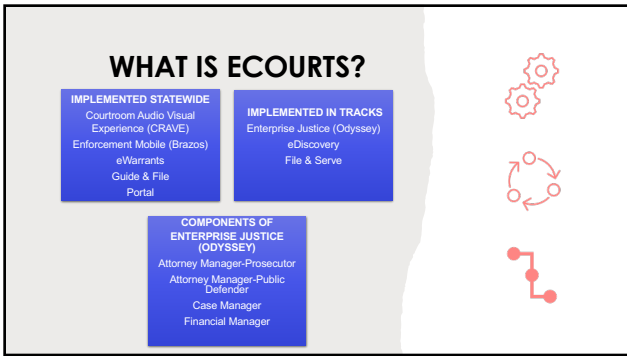 WHAT IS ECOURTS?
IMPLEMENTED STATEWIDE
Courtroom Audio Visual
Experience (CRAVE)
Enforcement Mobile (Brazos)
eWarrants
Guide & File
Portal
IMPLEMENTED IN TRACKS
Enterprise Justice (Odyssey)
eDiscovery
File & Serve
COMPONENTS OF
ENTERPRISE JUSTICE
(ODYSSEY)
Attorney Manager-Prosecutor
Attorney Manager-Public
Defender
Case Manager
Financial Manager